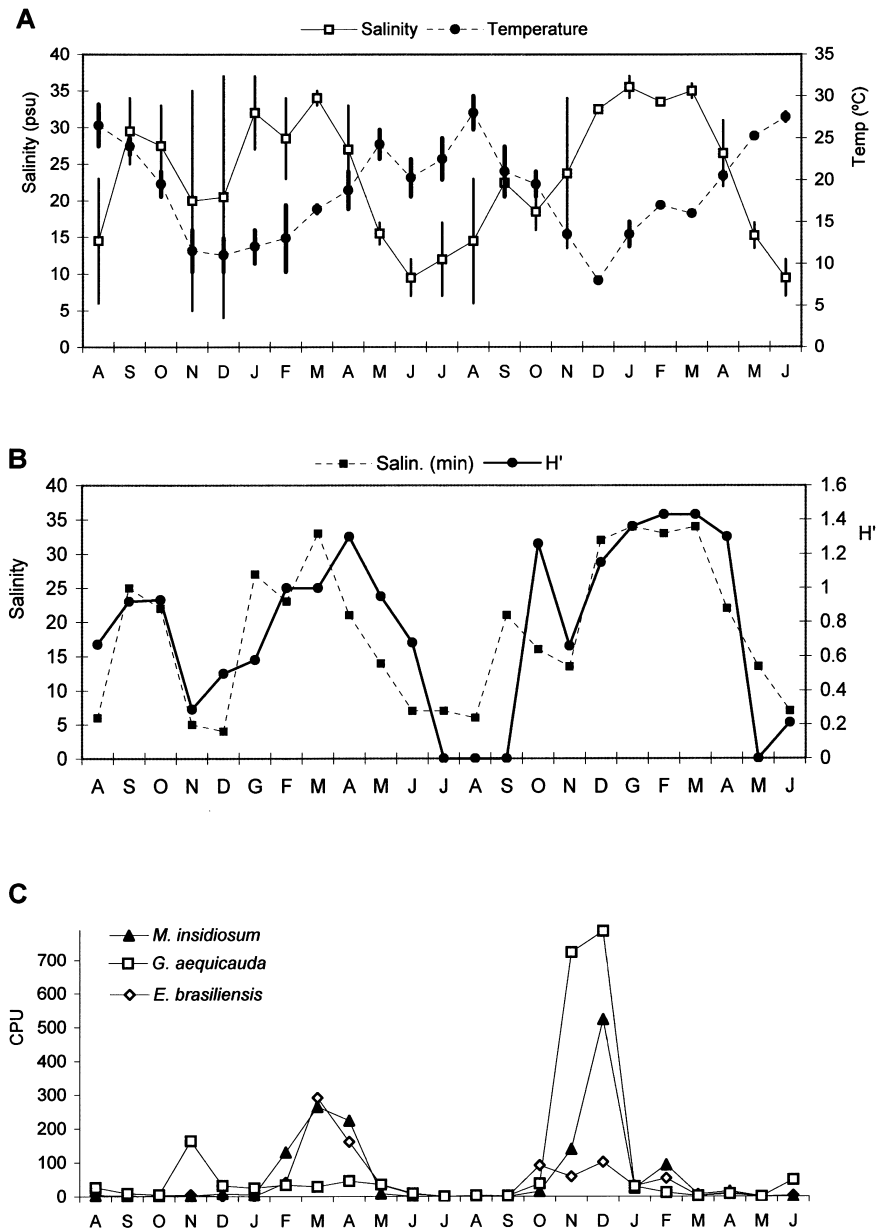 A
Salinity Temperature
40 35 30 25 20 15 10 5 0
Salinity (psu)
35 30 25 20 15 10 5 0
Temp (ºC)
A S O N D J F M A M J J A S O N D J F M A M J
B
Salin. (min) H'
40 35 30 25 20 15 10 5 0
Salinity
1.6 1.4 1.2 1 0.8 0.6 0.4 0.2 0
H'
A S O N D G F M A M J J A S O N D G F M A M J
C
M. insidiosum
G. aequicauda
E. brasiliensis
700 600 500 400 300 200 100 0
CPU
A S O N D J F M A M J J A S O N D J F M A M J